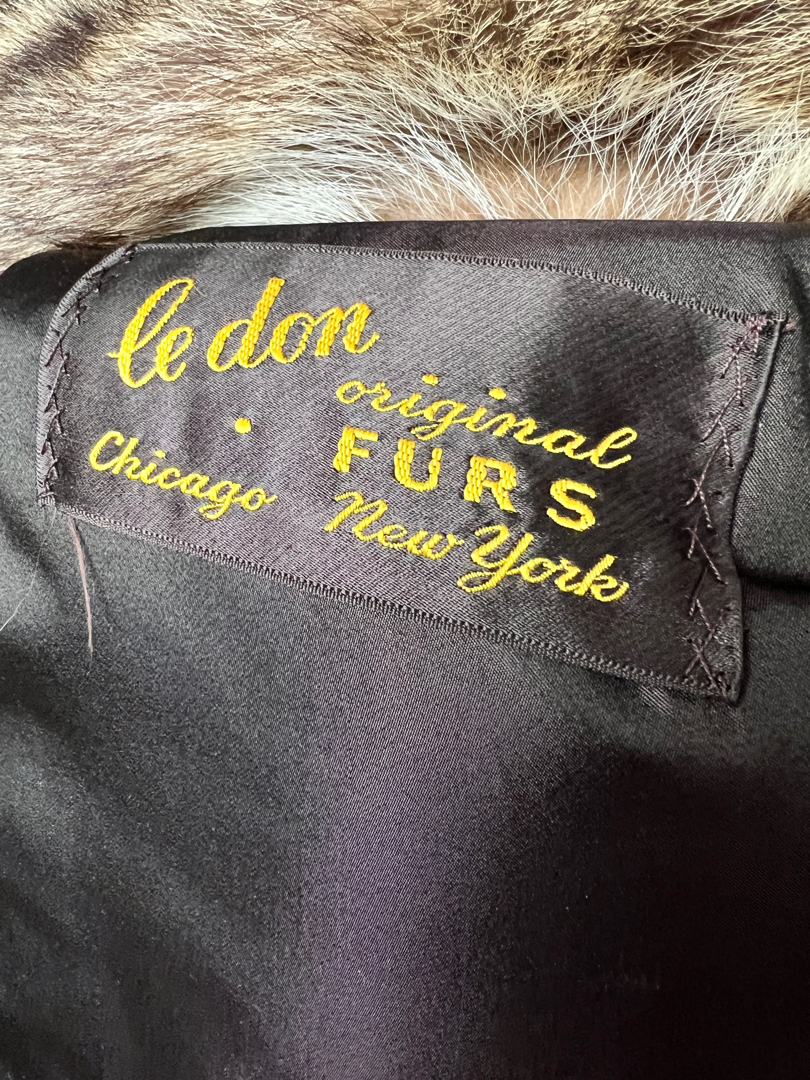 le don
original
FURS
Chicago • New York